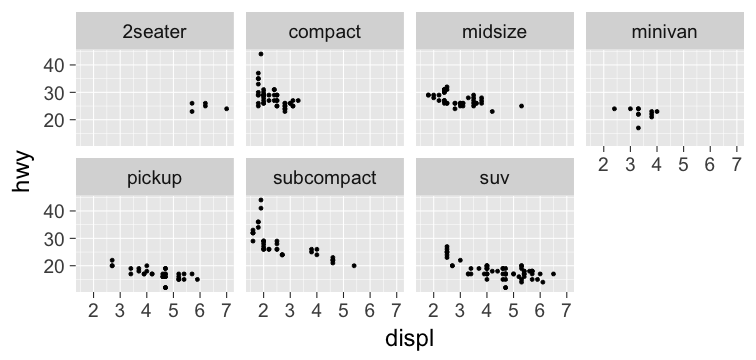 2seater compact midsize minivan
40
30
20
2 3 4 5 6 7
hwy
pickup subcompact suv
40
30
20
2 3 4 5 6 7 2 3 4 5 6 7 2 3 4 5 6 7
displ